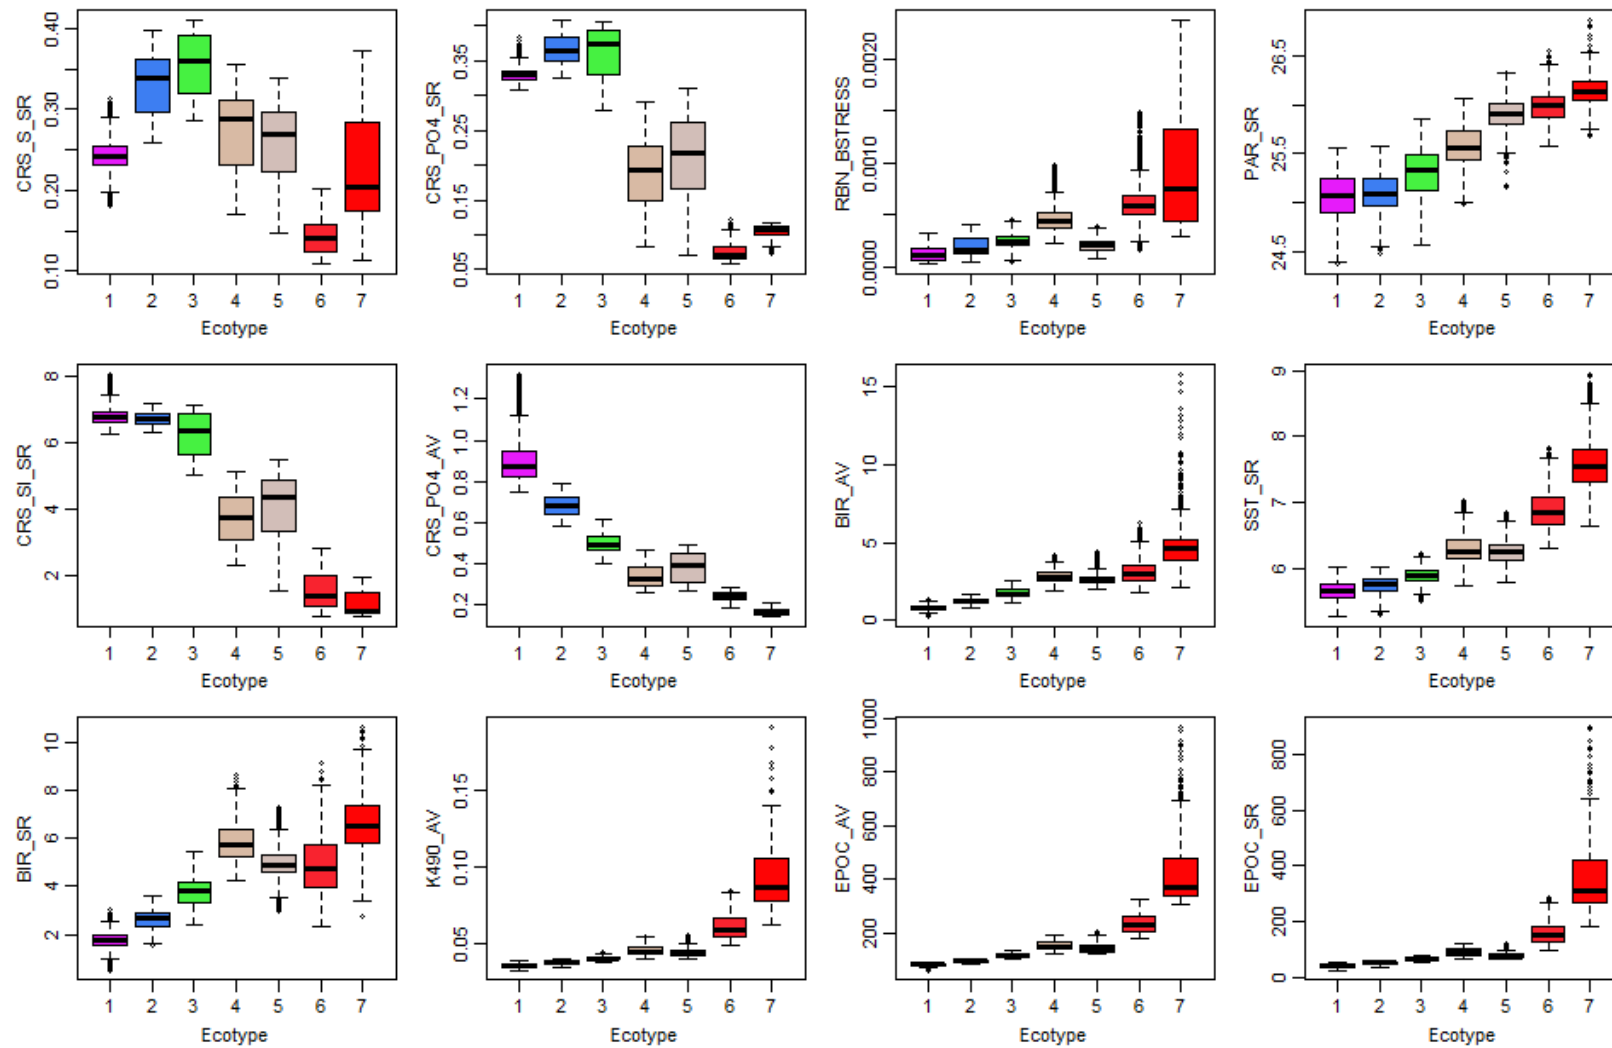 CRS_S_SR
0.10 0.20 0.30 0.40
1 2 3 4 5 6 7
Ecotype
CRS_PO4_SR
0.05 0.15 0.25 0.35
1 2 3 4 5 6 7
Ecotype
RBN_BSTRESS
0.0000 0.0010 0.0020
1 2 3 4 5 6 7
Ecotype
PAR_SR
24.5 25.5 26.5
1 2 3 4 5 6 7
Ecotype
CRS_SI_SR
2 4 6 8
1 2 3 4 5 6 7
Ecotype
CRS_PO4_AV
0.2 0.4 0.6 0.8 1.0 1.2
1 2 3 4 5 6 7
Ecotype
BIR_AV
0 5 10 15
1 2 3 4 5 6 7
Ecotype
SST_SR
6 7 8 9
1 2 3 4 5 6 7
Ecotype
BIR_SR
2 4 6 8 10
1 2 3 4 5 6 7
Ecotype
K490_AV
0.05 0.10 0.15
1 2 3 4 5 6 7
Ecotype
EPOC_AV
200 400 600 800 1000
1 2 3 4 5 6 7
Ecotype
EPOC_SR
0 200 400 600 800
1 2 3 4 5 6 7
Ecotype